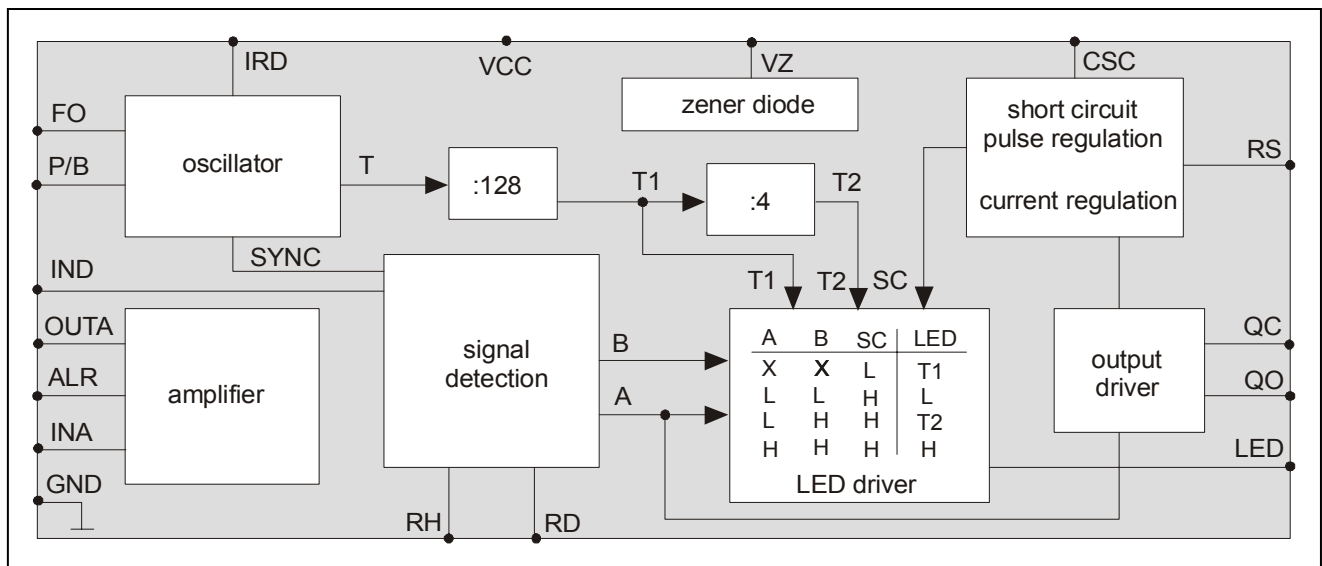 IRD
VCC
VZ
CSC
FO
P/B
oscillator
T
:128
T1
:4
T2
zener diode
short circuit
pulse regulation
current regulation
RS
SYNC
IND
T1
T2
SC
OUTA
ALR
INA
GND
amplifier
signal
detection
B
A
A B SC LED
X X L T1
L L H L
L H H T2
H H H H
LED driver
output
driver
QC
QO
LED
RH
RD